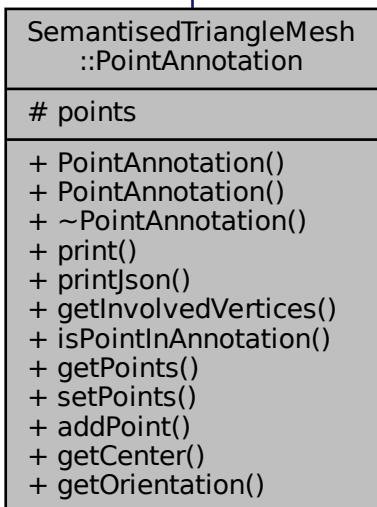 SemantisedTriangleMesh
::PointAnnotation
# points
+ PointAnnotation()
+ PointAnnotation()
+ ~PointAnnotation()
+ print()
+ printJson()
+ getInvolvedVertices()
+ isPointInAnnotation()
+ getPoints()
+ setPoints()
+ addPoint()
+ getCenter()
+ getOrientation()